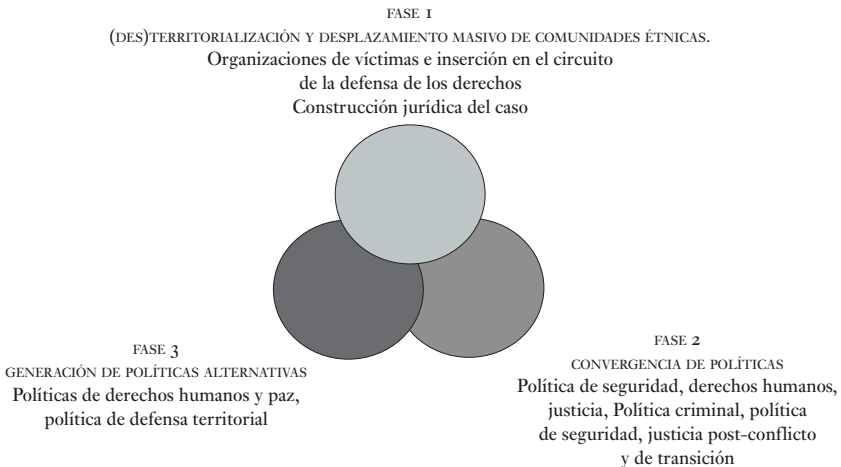 FASE 1
(DES)TERRITORIALIZACIÓN Y DESPLAZAMIENTO MASIVO DE COMUNIDADES ÉTNICAS.
Organizaciones de víctimas e inserción en el circuito
de la defensa de los derechos
Construcción jurídica del caso
FASE 3
GENERACIÓN DE POLÍTICAS ALTERNATIVAS
Políticas de derechos humanos y paz,
política de defensa territorial
FASE 2
CONVERGENCIA DE POLÍTICAS
Política de seguridad, derechos humanos,
justicia, Política criminal, política
de seguridad, justicia post-conflicto
y de transición